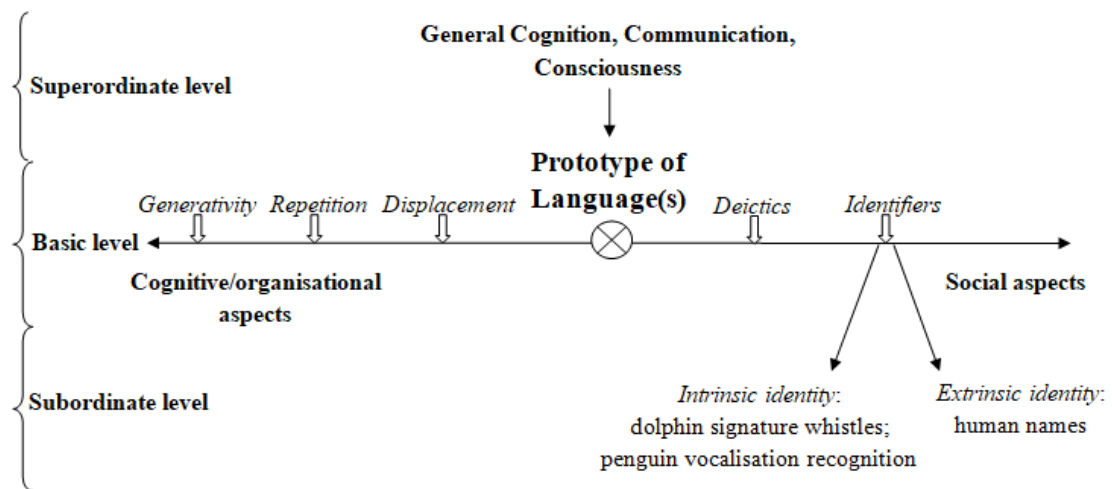 General Cognition, Communication,
Consciousness
Superordinate level
Prototype of
Language(s)
Generativity Repetition Displacement Deictics Identifiers
Basic level
Cognitive/organisational
aspects
Social aspects
Subordinate level
Intrinsic identity:
dolphin signature whistles;
penguin vocalisation recognition
Extrinsic identity:
human names